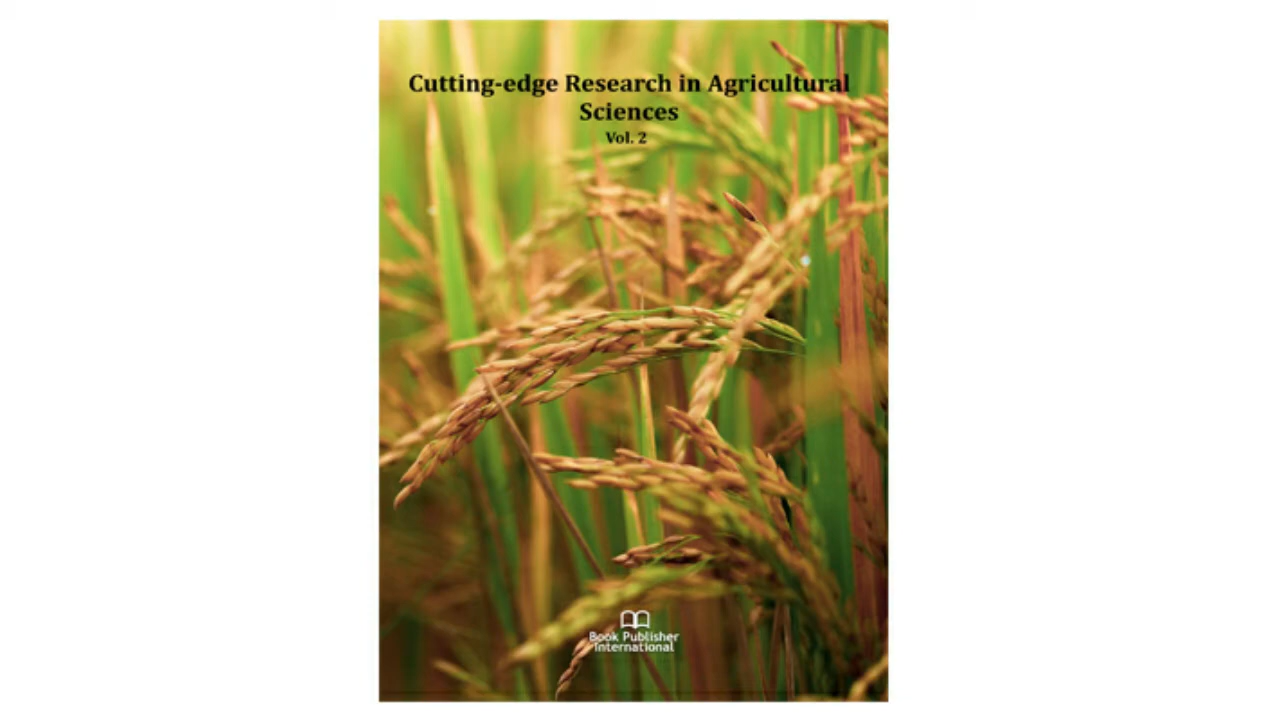 Cutting-edge Research in Agricultural
Sciences
Vol. 2
Book Publisher
International